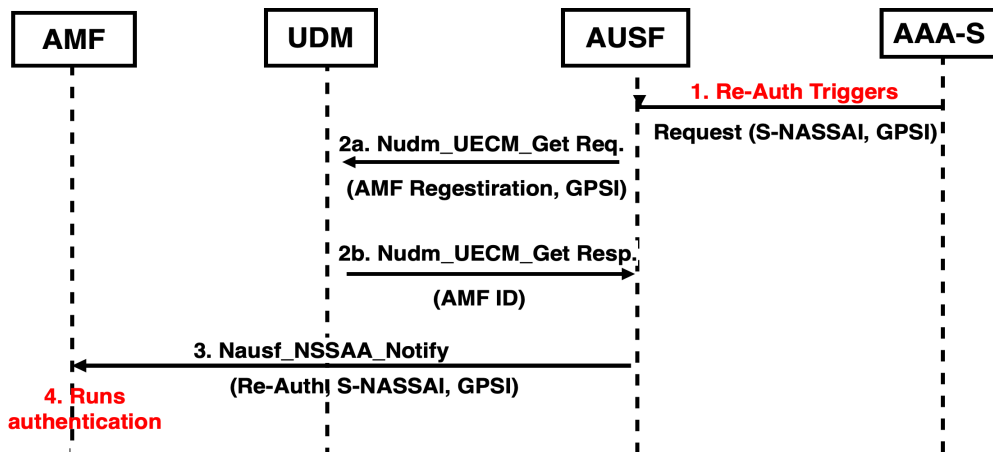 AMF
UDM
AUSF
AAA-S
1. Re-Auth Triggers
Request (S-NASSAI, GPSI)
2a. Nudm_UECM_Get Req.
(AMF Regestiration, GPSI)
2b. Nudm_UECM_Get Resp.
(AMF ID)
3. Nausf_NSSAA_Notify
(Re-Auth, S-NASSAI, GPSI)
4. Runs
authentication